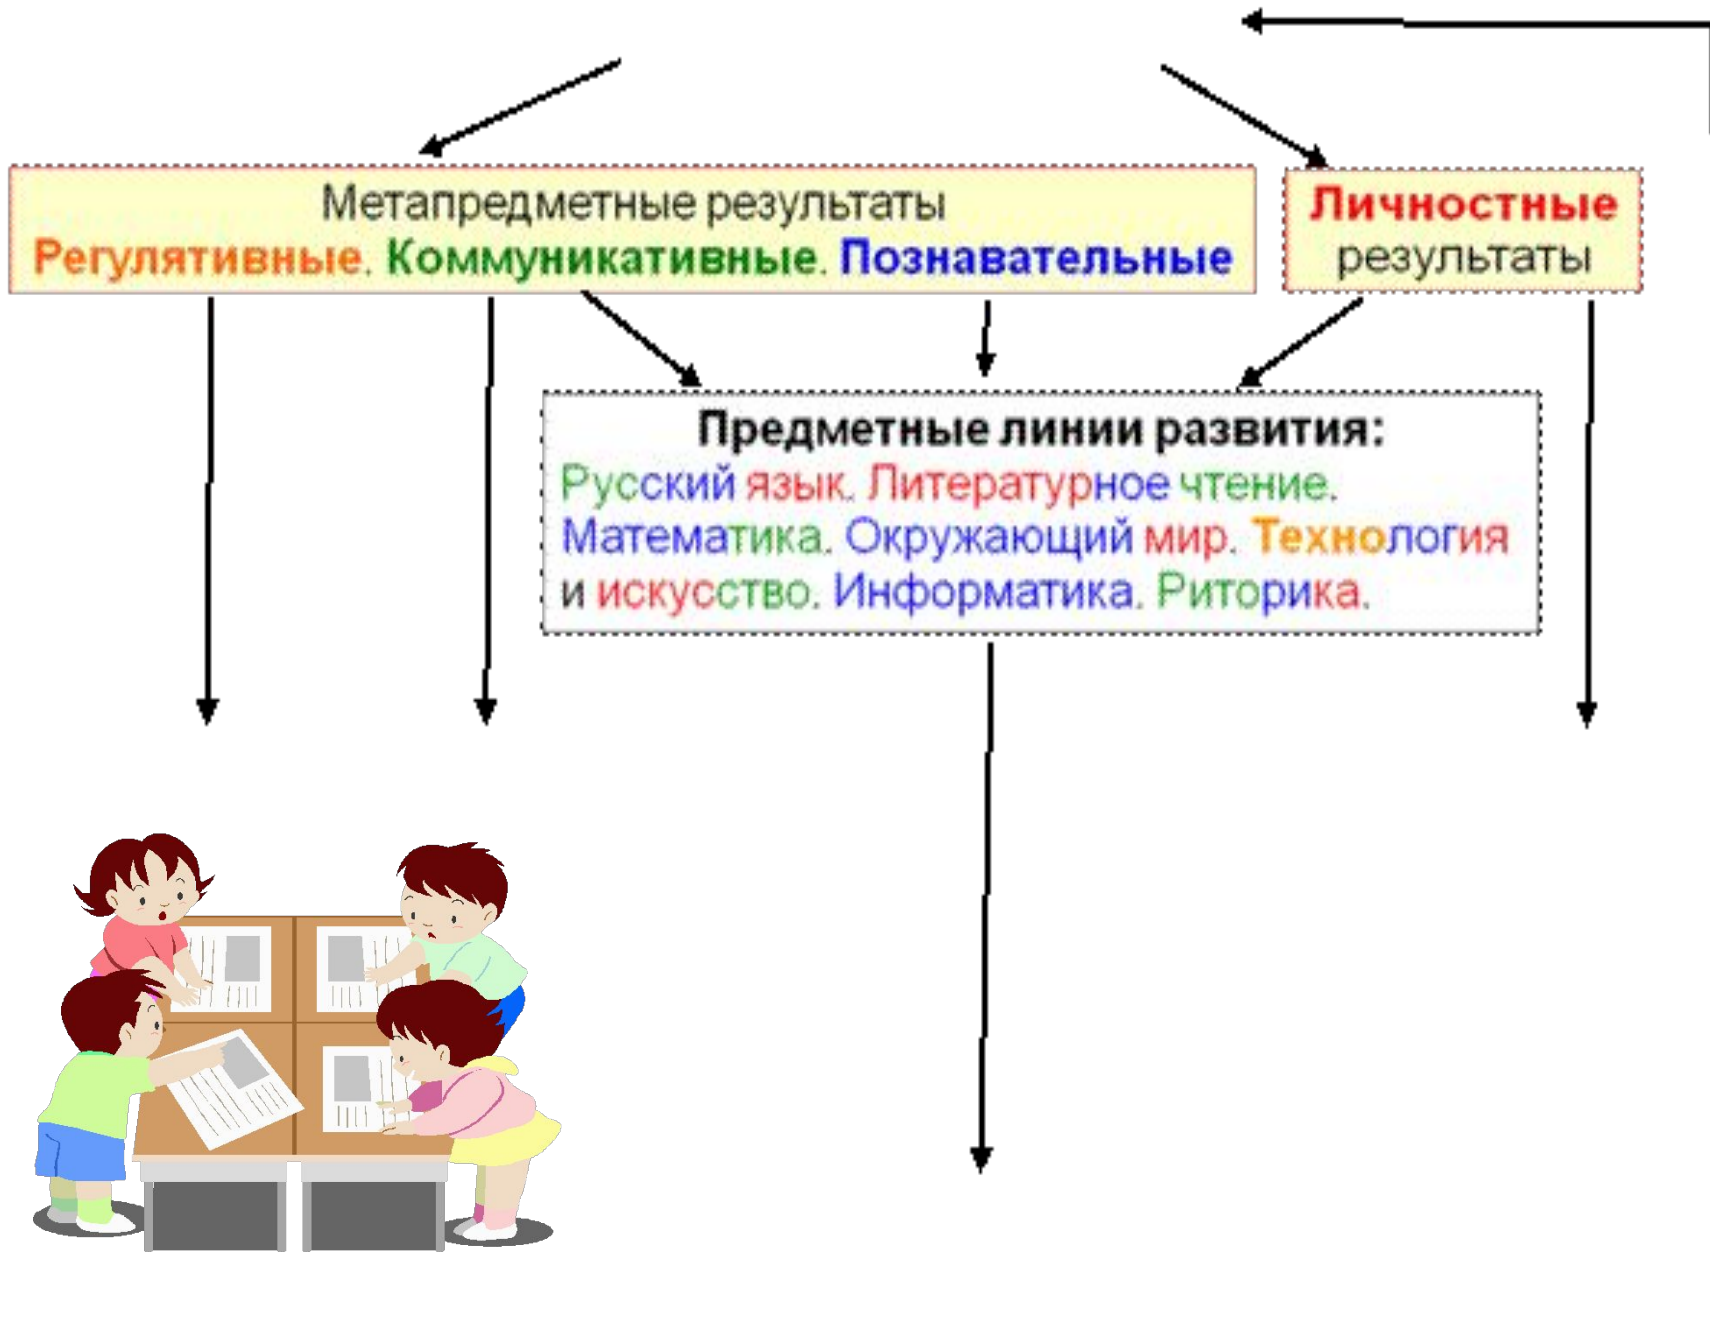 Метапредметные результаты
Регулятивные. Коммуникативные. Познавательные
Личностные
результаты
Предметные линии развития:
Русский язык. Литературное чтение.
Математика. Окружающий мир. Технология
и искусство. Информатика. Риторика.